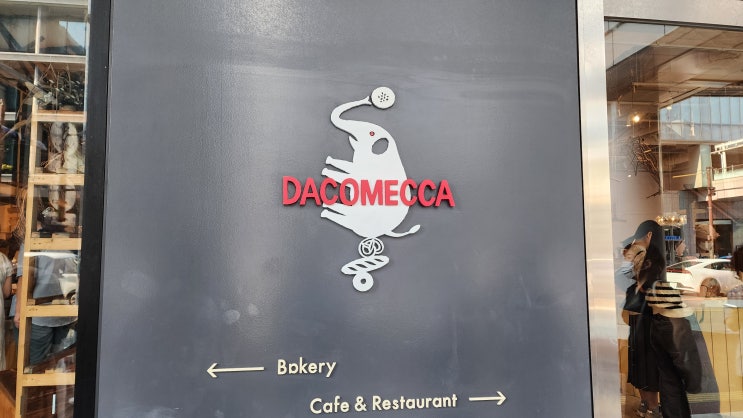 DACOMECCA
← Bakery
Cafe & Restaurant →